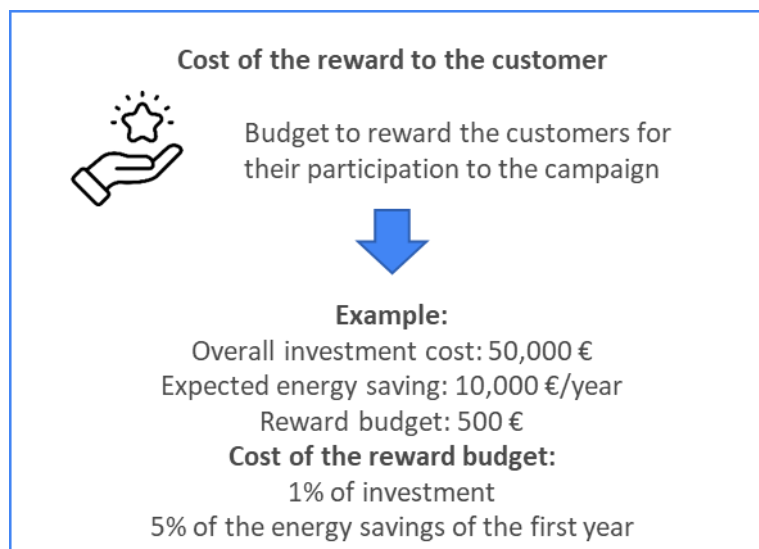 Cost of the reward to the customer
Budget to reward the customers for
their participation to the campaign
Example:
Overall investment cost: 50,000 €
Expected energy saving: 10,000 €/year
Reward budget: 500 €
Cost of the reward budget:
1% of investment
5% of the energy savings of the first year